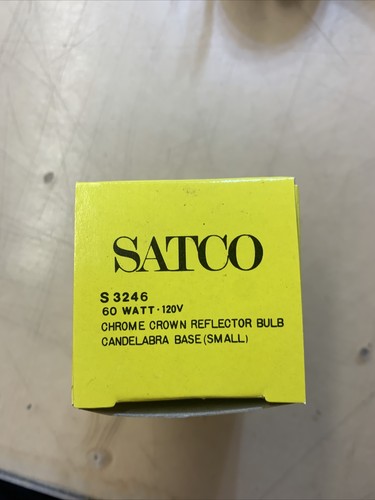 SATCO
S 3246
60 WATT · 120V
CHROME CROWN REFLECTOR BULB
CANDELABRA BASE (SMALL)